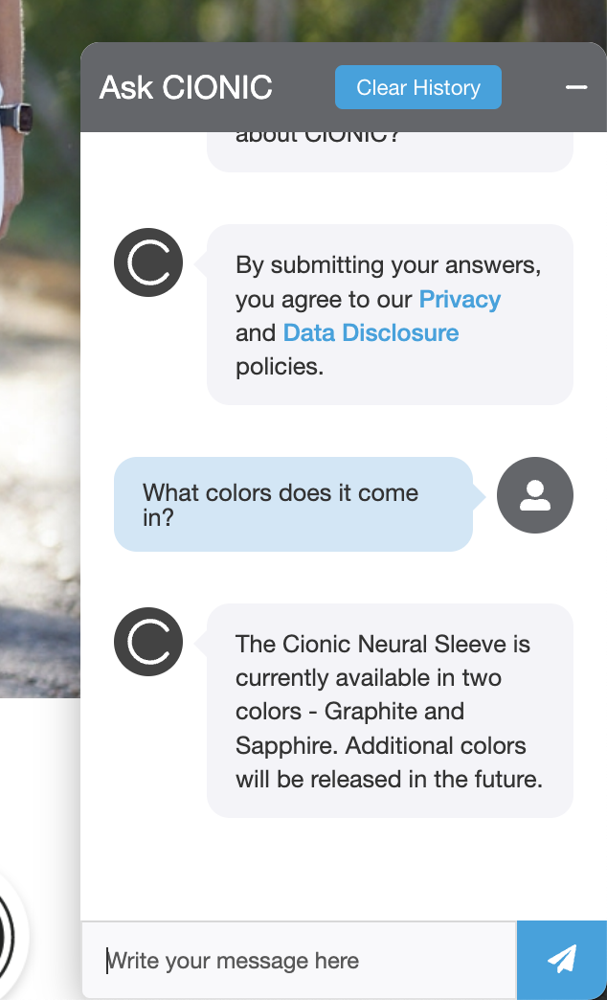 Ask CIONIC
Clear History
about CIONIC?
By submitting your answers,
you agree to our Privacy
and Data Disclosure
policies.
What colors does it come
in?
The Cionic Neural Sleeve is
currently available in two
colors - Graphite and
Sapphire. Additional colors
will be released in the future.
Write your message here